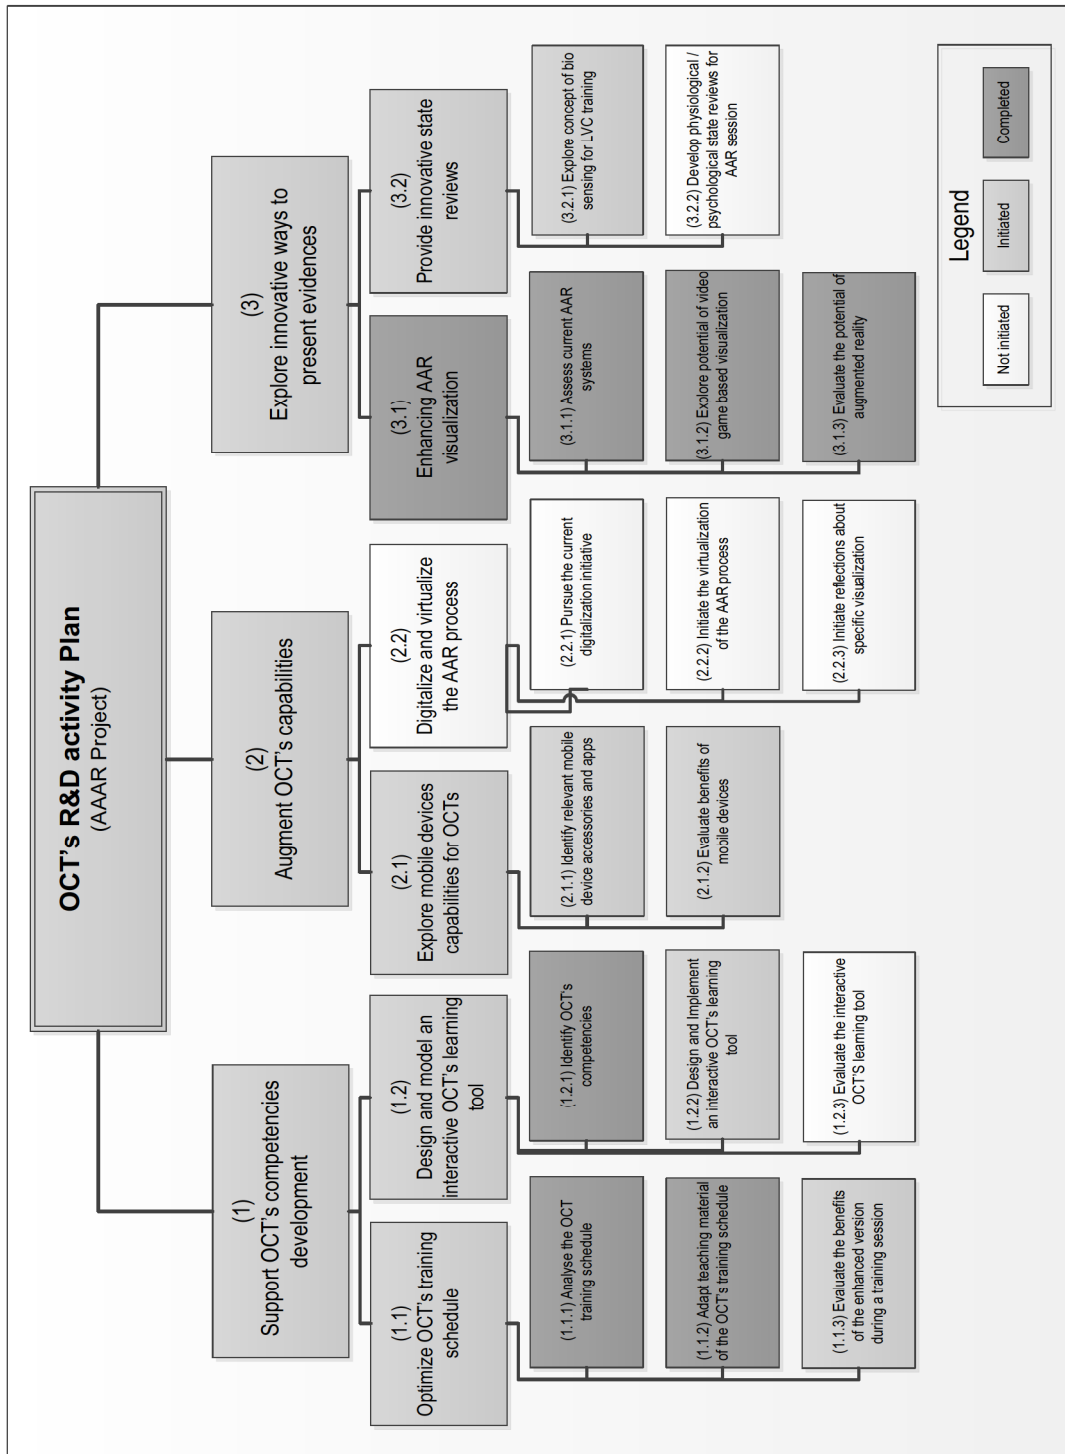 OCT's R&D activity Plan
(AAAR Project)
(1)
Support OCT's competencies
development
(2)
Augment OCT's capabilities
(3)
Explore innovative ways to
present evidences
(1.1)
Optimize OCT's training
schedule
(1.2)
Design and model an
interactive OCT's learning
tool
(2.1)
Explore mobile devices
capabilities for OCTs
(2.2)
Digitalize and virtualize
the AAR process
(3.1)
Enhancing AAR
visualization
(3.2)
Provide innovative state
reviews
(1.1.1) Analyse the OCT
training schedule
(1.1.2) Adapt teaching material
of the OCT's training schedule
(1.1.3) Evaluate the benefits
of the enhanced version
during a training session
(1.2.1) Identify OCT's
competencies
(1.2.2) Design and Implement
an interactive OCT's learning
tool
(1.2.3) Evaluate the interactive
OCT'S learning tool
(2.1.1) Identify relevant mobile
device accessories and apps
(2.1.2) Evaluate benefits of
mobile devices
(2.2.1) Pursue the current
digitalization initiative
(2.2.2) Initiate the virtualization
of the AAR process
(2.2.3) Initiate reflections about
specific visualization
(3.1.1) Assess current AAR
systems
(3.1.2) Explore potential of video
game based visualization
(3.1.3) Evaluate the potential of
augmented reality
(3.2.1) Explore concept of bio
sensing for LVC training
(3.2.2) Develop physiological /
psychological state reviews for
AAR session
Legend
Not initiated
Initiated
Completed